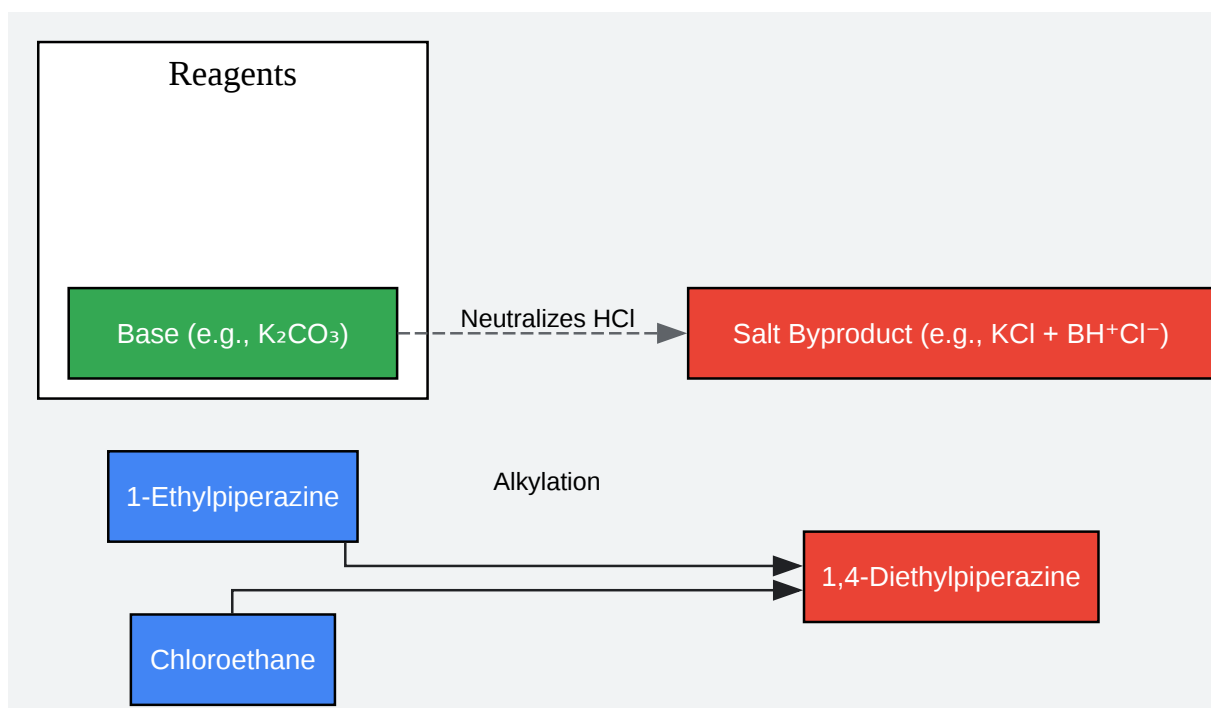 Reagents
Base (e.g., K₂CO₃)
Neutralizes HCl
Salt Byproduct (e.g., KCl + BH⁺Cl⁻)
1-Ethylpiperazine
Alkylation
1,4-Diethylpiperazine
Chloroethane